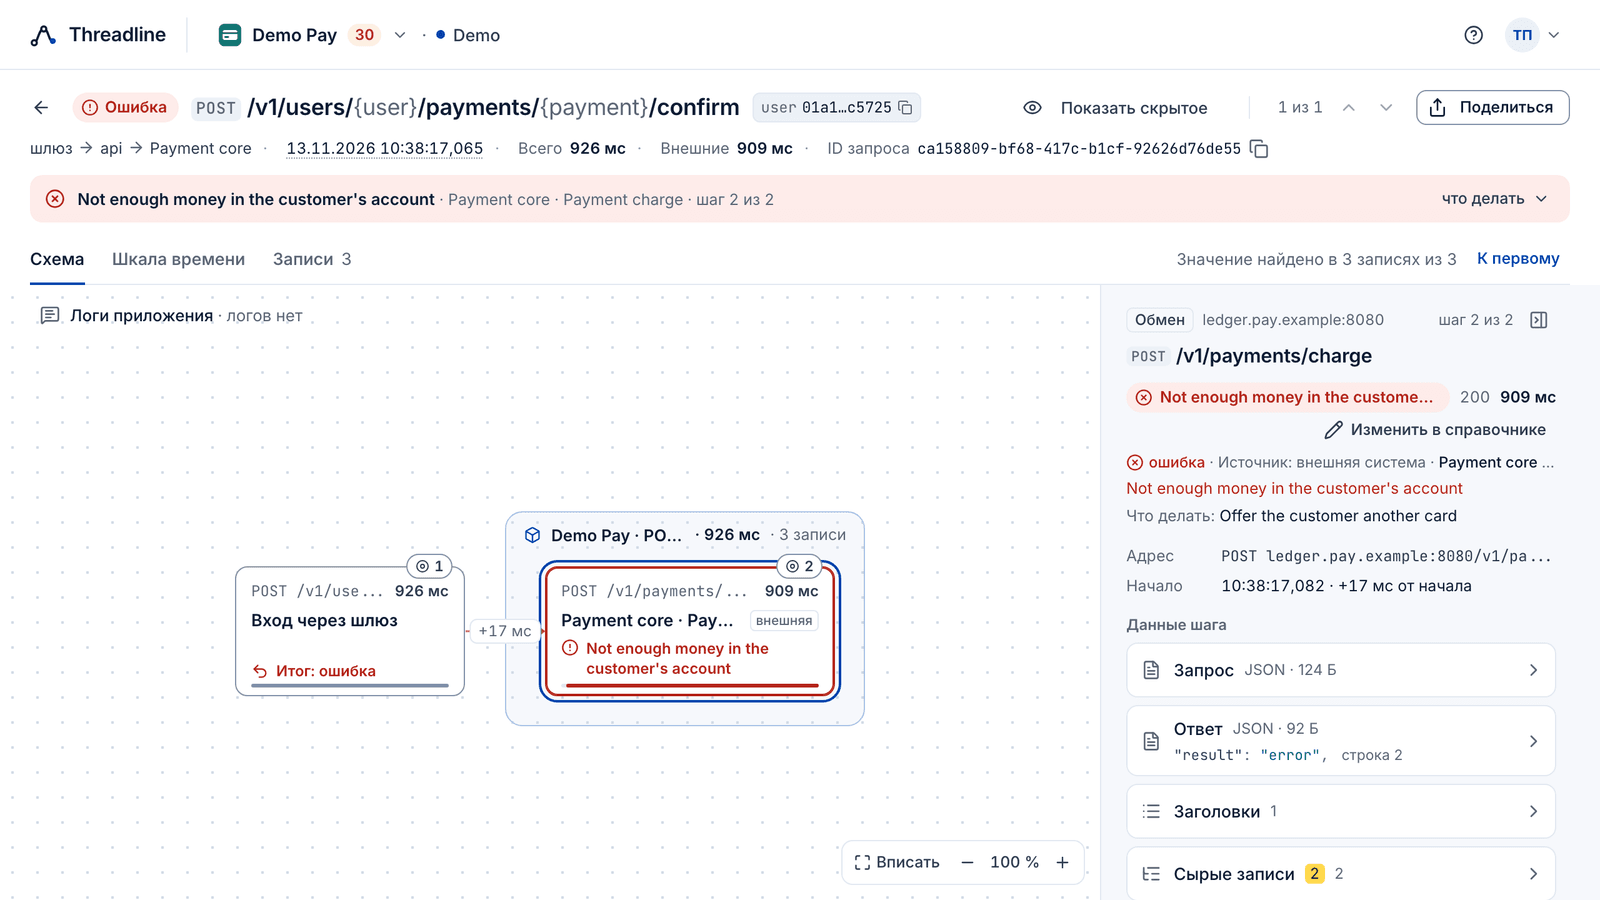 Threadline
Demo Pay 30 · Demo
ТП
Ошибка POST /v1/users/{user}/payments/{payment}/confirm user 01a1…c5725
Показать скрытое 1 из 1 Поделиться
шлюз → api → Payment core · 13.11.2026 10:38:17,065 · Всего 926 мс · Внешние 909 мс · ID запроса ca158809-bf68-417c-b1cf-92626d76de55
Not enough money in the customer's account · Payment core · Payment charge · шаг 2 из 2
что делать
Схема Шкала времени Записи 3
Значение найдено в 3 записях из 3 К первому
Логи приложения · логов нет
Demo Pay · PO... · 926 мс · 3 записи
1
POST /v1/use... 926 мс
Вход через шлюз
Итог: ошибка
+17 мс
2
POST /v1/payments/... 909 мс
Payment core · Pay... внешняя
Not enough money in the
customer's account
Вписать − 100 % +
Обмен ledger.pay.example:8080 шаг 2 из 2
POST /v1/payments/charge
Not enough money in the custome... 200 909 мс
Изменить в справочнике
ошибка · Источник: внешняя система · Payment core ...
Not enough money in the customer's account
Что делать: Offer the customer another card
Адрес POST ledger.pay.example:8080/v1/pa...
Начало 10:38:17,082 · +17 мс от начала
Данные шага
Запрос JSON · 124 Б
Ответ JSON · 92 Б
"result": "error", строка 2
Заголовки 1
Сырые записи 2 2